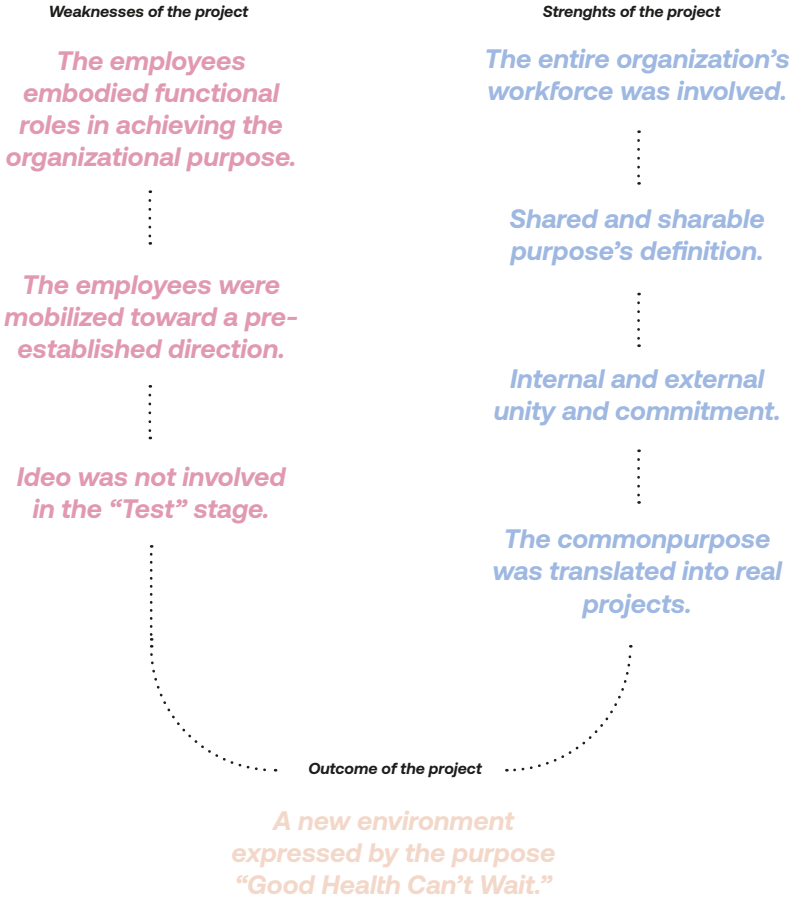 Weaknesses of the project
The employees
embodied functional
roles in achieving the
organizational purpose.
The employees were
mobilized toward a pre-
established direction.
Ideo was not involved
in the “Test” stage.
Strenghts of the project
The entire organization’s
workforce was involved.
Shared and sharable
purpose’s definition.
Internal and external
unity and commitment.
The commonpurpose
was translated into real
projects.
Outcome of the project
A new environment
expressed by the purpose
“Good Health Can’t Wait.”